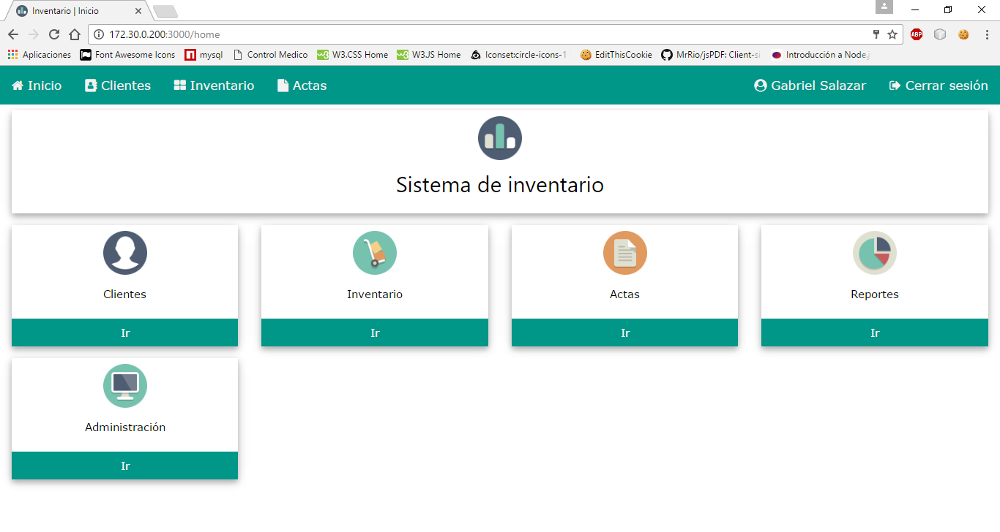 Inventario | Inicio
172.30.0.200:3000/home
ABP
Aplicaciones Font Awesome Icons mysql Control Medico W3.CSS Home W3.JS Home Iconset:circle-icons-1 EditThisCookie MrRio/jsPDF: Client-si Introducción a Node.j
Inicio Clientes Inventario Actas Gabriel Salazar Cerrar sesión
Sistema de inventario
Clientes Inventario Actas Reportes
Ir Ir Ir Ir
Administración
Ir